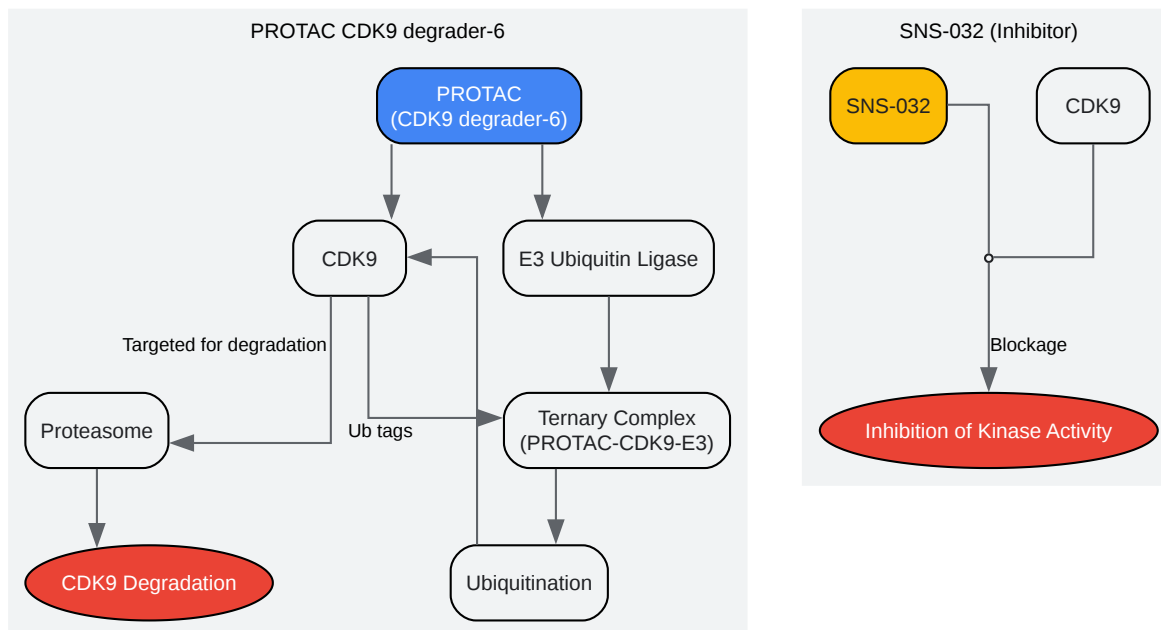 PROTAC CDK9 degrader-6
PROTAC
(CDK9 degrader-6)
CDK9
E3 Ubiquitin Ligase
Targeted for degradation
Proteasome
Ub tags
Ternary Complex
(PROTAC-CDK9-E3)
CDK9 Degradation
Ubiquitination
SNS-032 (Inhibitor)
SNS-032
CDK9
Blockage
Inhibition of Kinase Activity